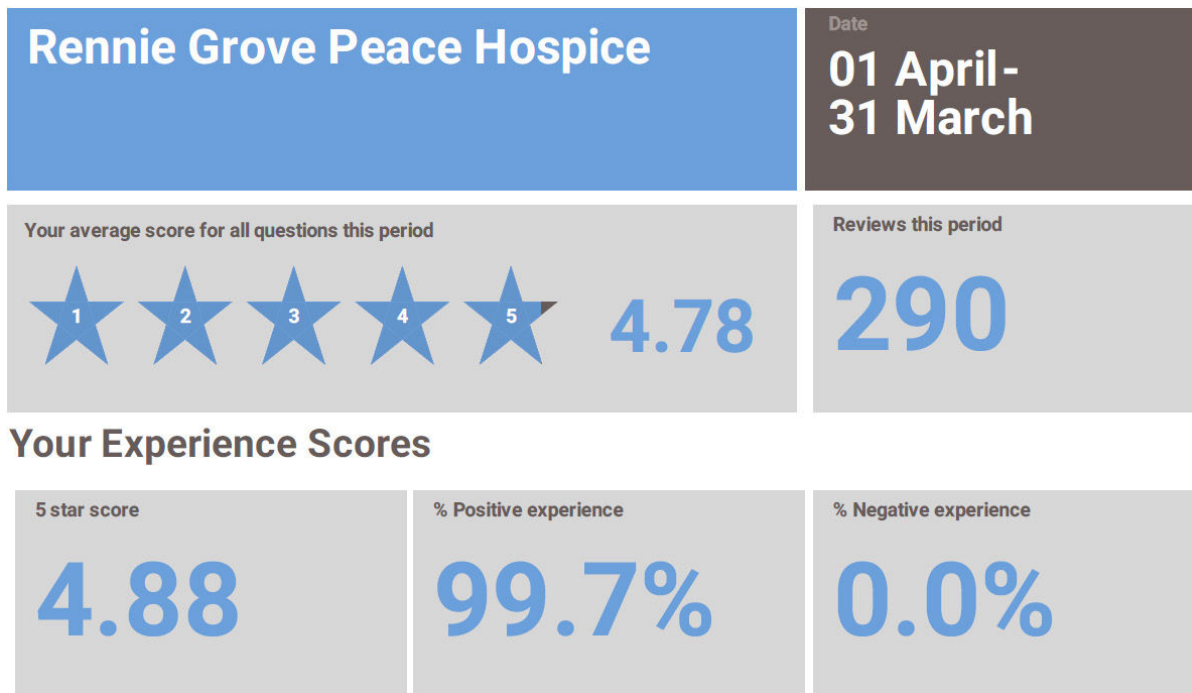 Rennie Grove Peace Hospice
Date
01 April-
31 March
Your average score for all questions this period
1 2 3 4 5 4.78
Reviews this period
290
Your Experience Scores
5 star score
4.88
% Positive experience
99.7%
% Negative experience
0.0%